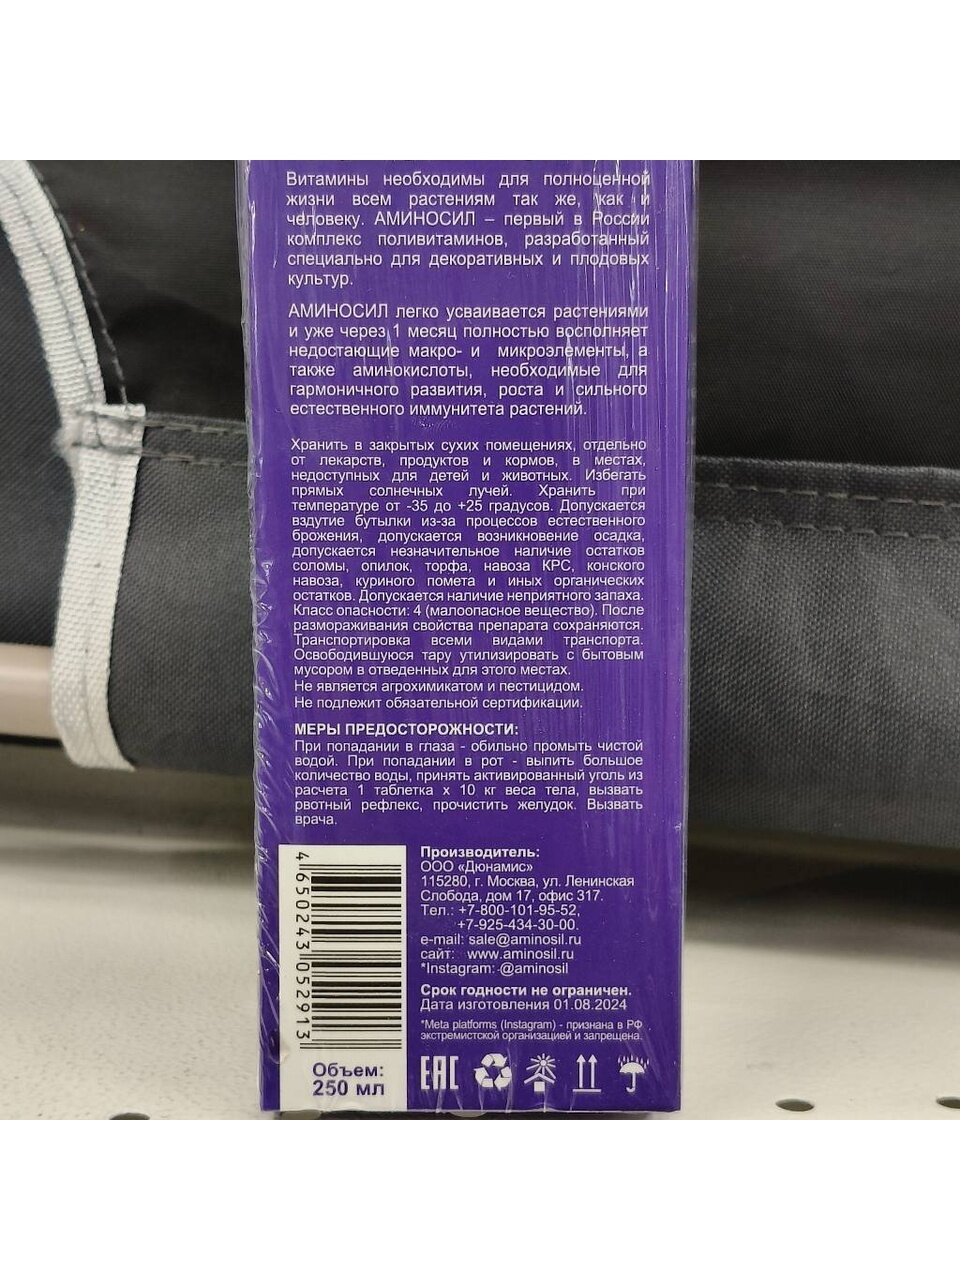 Витамины необходимы для полноценной
жизни всем растениям так же, как и
человеку. АМИНОСИЛ – первый в России
комплекс поливитаминов, разработанный
специально для декоративных и плодовых
культур.
АМИНОСИЛ легко усваивается растениями
и уже через 1 месяц полностью восполняет
недостающие макро- и микроэлементы, а
также аминокислоты, необходимые для
гармоничного развития, роста и сильного
естественного иммунитета растений.
Хранить в закрытых сухих помещениях, отдельно
от лекарств, продуктов и кормов, в местах,
недоступных для детей и животных. Избегать
прямых солнечных лучей. Хранить при
температуре от -35 до +25 градусов. Допускается
вздутие бутылки из-за процессов естественного
брожения, допускается возникновение осадка,
допускается незначительное наличие остатков
соломы, опилок, торфа, навоза КРС, конского
навоза, куриного помета и иных органических
остатков. Допускается наличие неприятного запаха.
Класс опасности: 4 (малоопасное вещество). После
размораживания свойства препарата сохраняются.
Транспортировка всеми видами транспорта.
Освободившуюся тару утилизировать с бытовым
мусором в отведенных для этого местах.
Не является агрохимикатом и пестицидом.
Не подлежит обязательной сертификации.
МЕРЫ ПРЕДОСТОРОЖНОСТИ:
При попадании в глаза - обильно промыть чистой
водой. При попадании в рот - выпить большое
количество воды, принять активированный уголь из
расчета 1 таблетка х 10 кг веса тела, вызвать
рвотный рефлекс, прочистить желудок. Вызвать
врача.
4 650243 052913
Объем:
250 мл
Производитель:
ООО «Дюнамис»
115280, г. Москва, ул. Ленинская
Слобода, дом 17, офис 317.
Тел.: +7-800-101-95-52,
+7-925-434-30-00.
e-mail: sale@aminosil.ru
сайт: www.aminosil.ru
*Instagram: @aminosil
Срок годности не ограничен.
Дата изготовления 01.08.2024
*Meta platforms (Instagram) - признана в РФ
экстремистской организацией и запрещена.
EAC